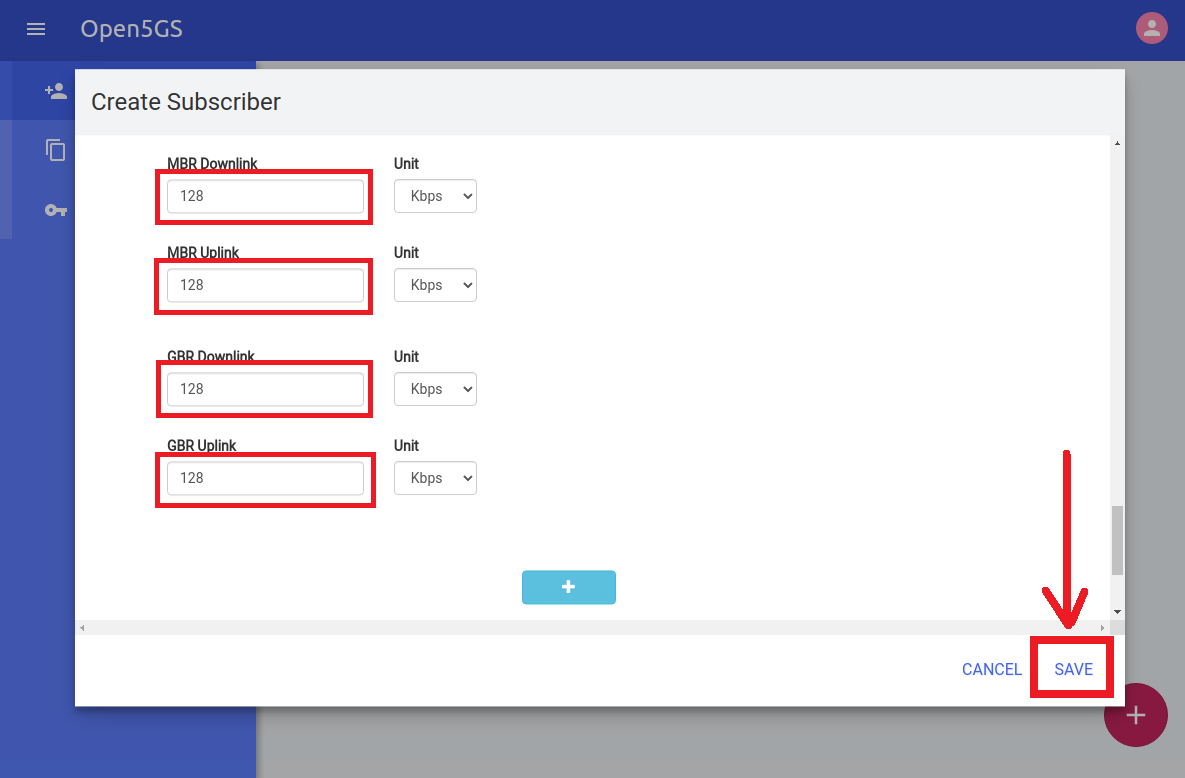 Open5GS
Create Subscriber
MBR Downlink Unit
128 Kbps
MBR Uplink Unit
128 Kbps
GBR Downlink Unit
128 Kbps
GBR Uplink Unit
128 Kbps
CANCEL SAVE